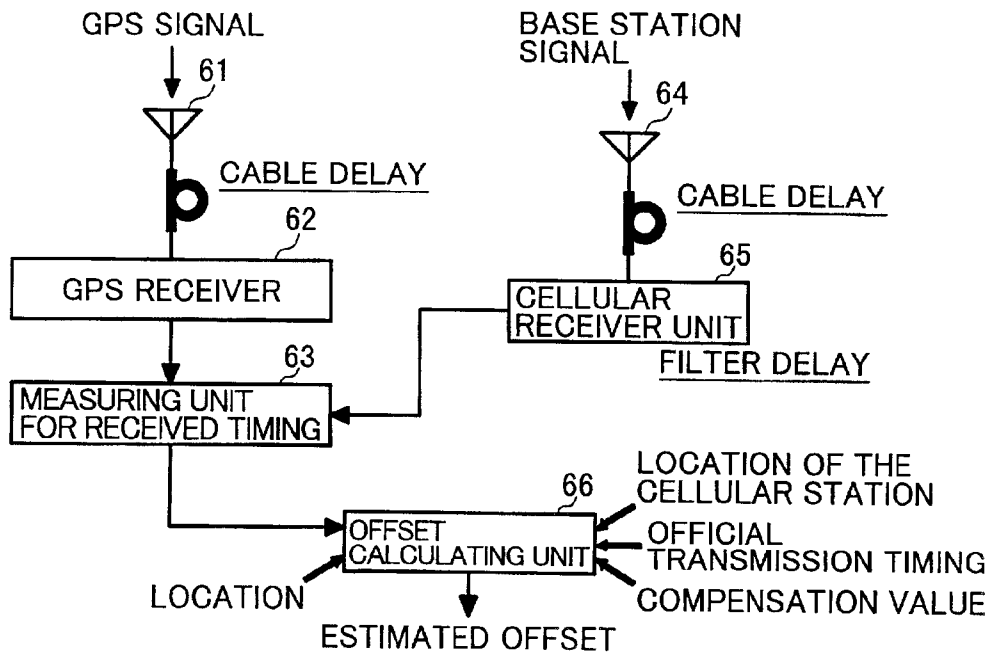 GPS SIGNAL
BASE STATION
SIGNAL
61
64
CABLE DELAY
CABLE DELAY
62
GPS RECEIVER
65
CELLULAR
RECEIVER UNIT
FILTER DELAY
63
MEASURING UNIT
FOR RECEIVED TIMING
LOCATION OF THE
CELLULAR STATION
66
OFFSET
CALCULATING UNIT
OFFICIAL
TRANSMISSION TIMING
LOCATION
COMPENSATION VALUE
ESTIMATED OFFSET